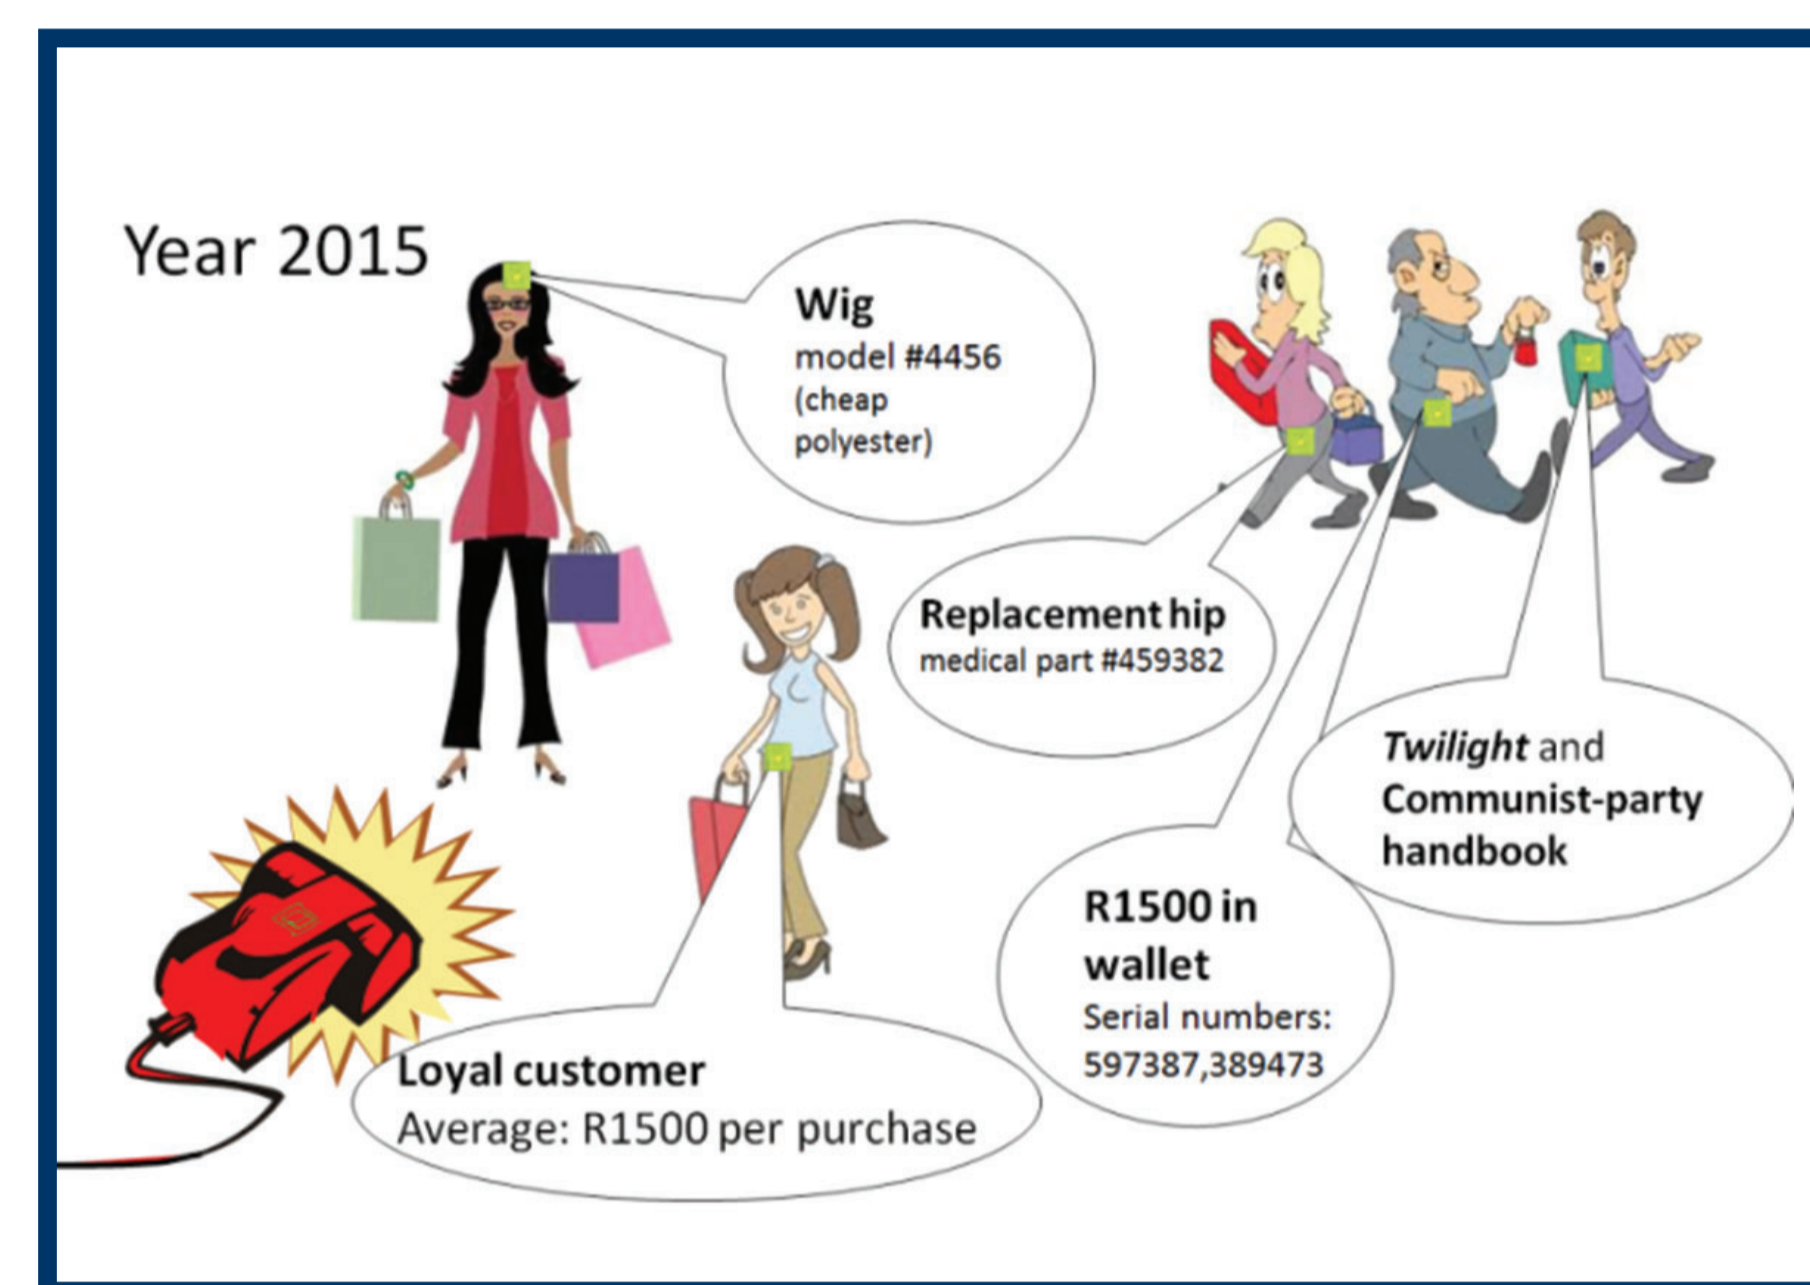 Year 2015
Wig
model #4456
(cheap
polyester)
Replacement hip
medical part #459382
Twilight and
Communist-party
handbook
R1500 in
wallet
Serial numbers:
597387,389473
Loyal customer
Average: R1500 per purchase